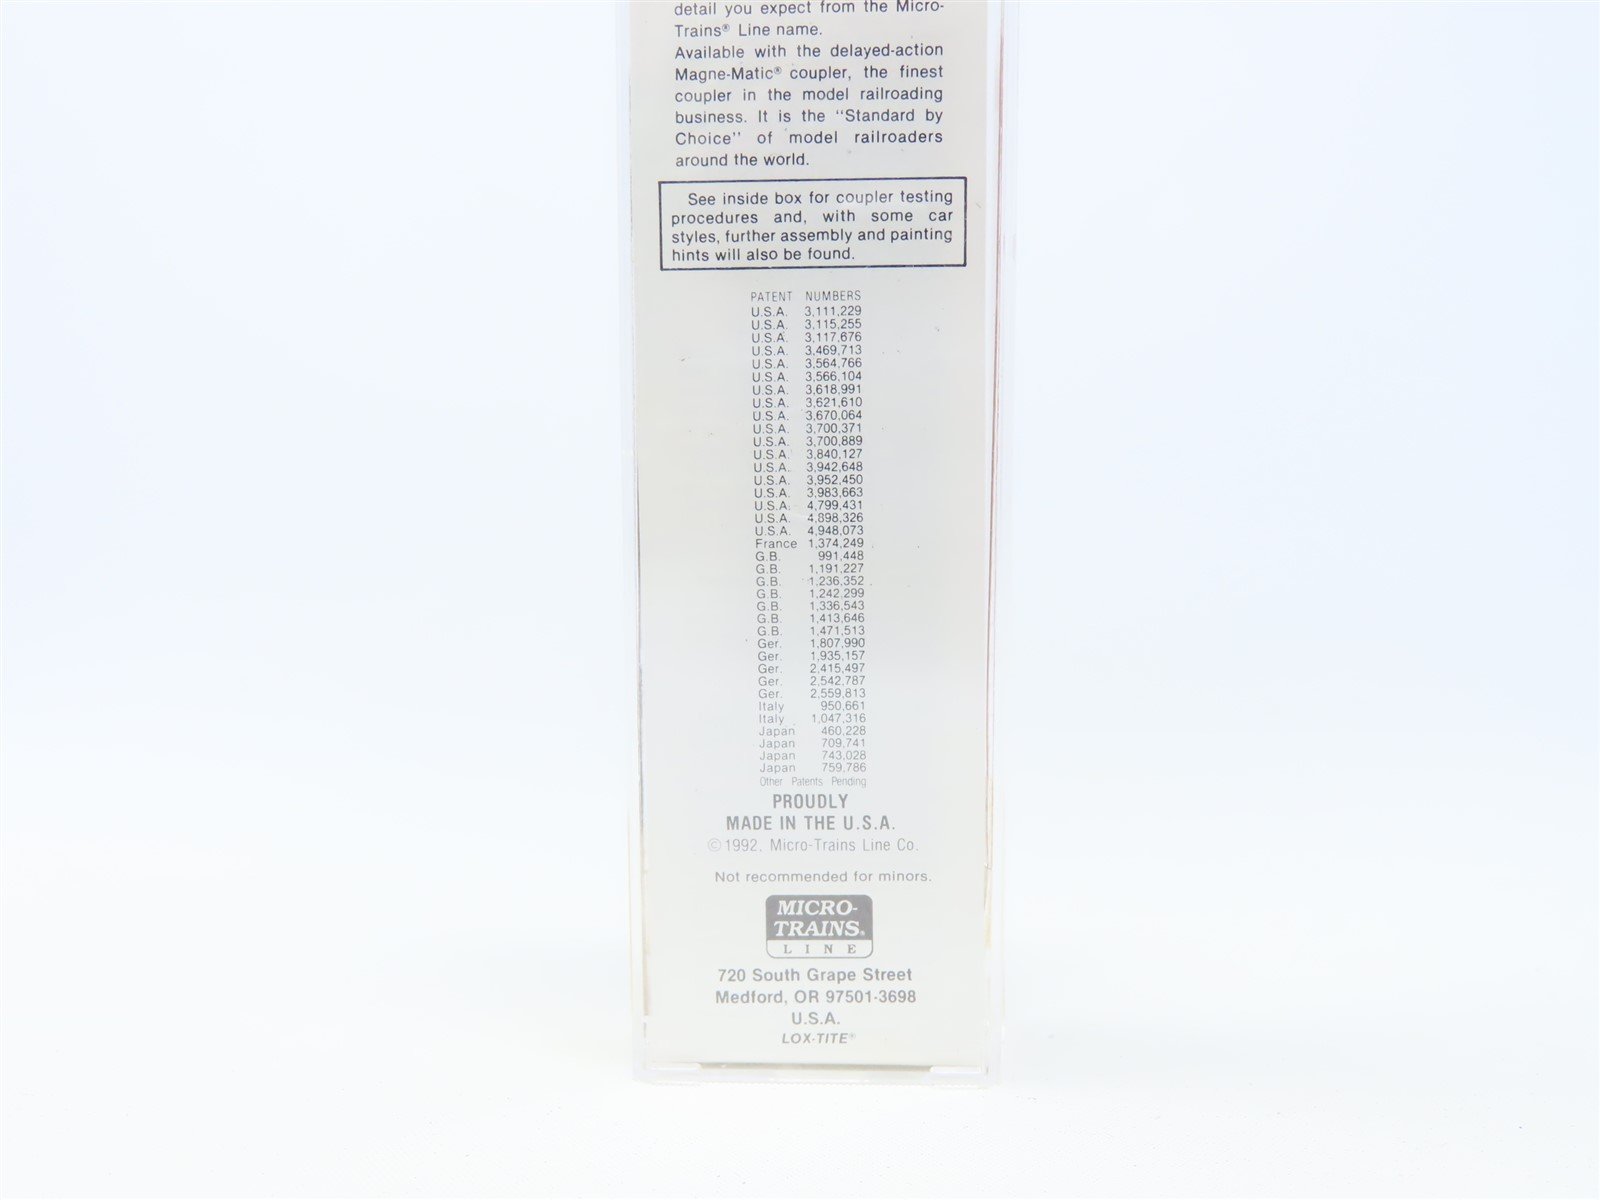 detail you expect from the Micro-
Trains® Line name.
Available with the delayed-action
Magne-Matic® coupler, the finest
coupler in the model railroading
business. It is the "Standard by
Choice" of model railroaders
around the world.
See inside box for coupler testing
procedures and, with some car
styles, further assembly and painting
hints will also be found.
PATENT NUMBERS
U.S.A. 3,111,229
U.S.A. 3,115,255
U.S.A. 3,117,676
U.S.A. 3,469,713
U.S.A. 3,564,766
U.S.A. 3,566,104
U.S.A. 3,618,991
U.S.A. 3,621,610
U.S.A. 3,670,064
U.S.A. 3,700,371
U.S.A. 3,700,889
U.S.A. 3,840,127
U.S.A. 3,942,648
U.S.A. 3,952,450
U.S.A. 3,983,663
U.S.A. 4,799,431
U.S.A. 4,898,326
U.S.A. 4,948,073
France 1,374,249
G.B. 991,448
G.B. 1,191,227
G.B. 1,236,352
G.B. 1,242,299
G.B. 1,336,543
G.B. 1,413,646
G.B. 1,471,513
Ger. 1,807,990
Ger. 1,935,157
Ger. 2,415,497
Ger. 2,542,787
Ger. 2,559,813
Italy 950,661
Italy 1,047,316
Japan 460,228
Japan 709,741
Japan 743,028
Japan 759,786
Other Patents Pending
PROUDLY
MADE IN THE U.S.A.
©1992, Micro-Trains Line Co.
Not recommended for minors.
MICRO-
TRAINS®
LINE
720 South Grape Street
Medford, OR 97501-3698
U.S.A.
LOX-TITE®